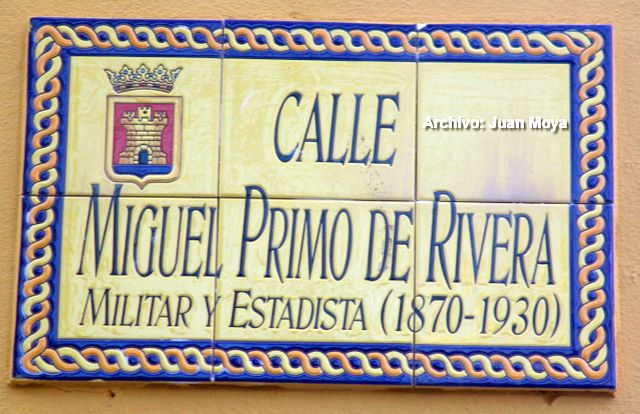 CALLE
Archivo: Juan Moya
MIGUEL PRIMO DE RIVERA
MILITAR Y ESTADISTA (1870-1930)